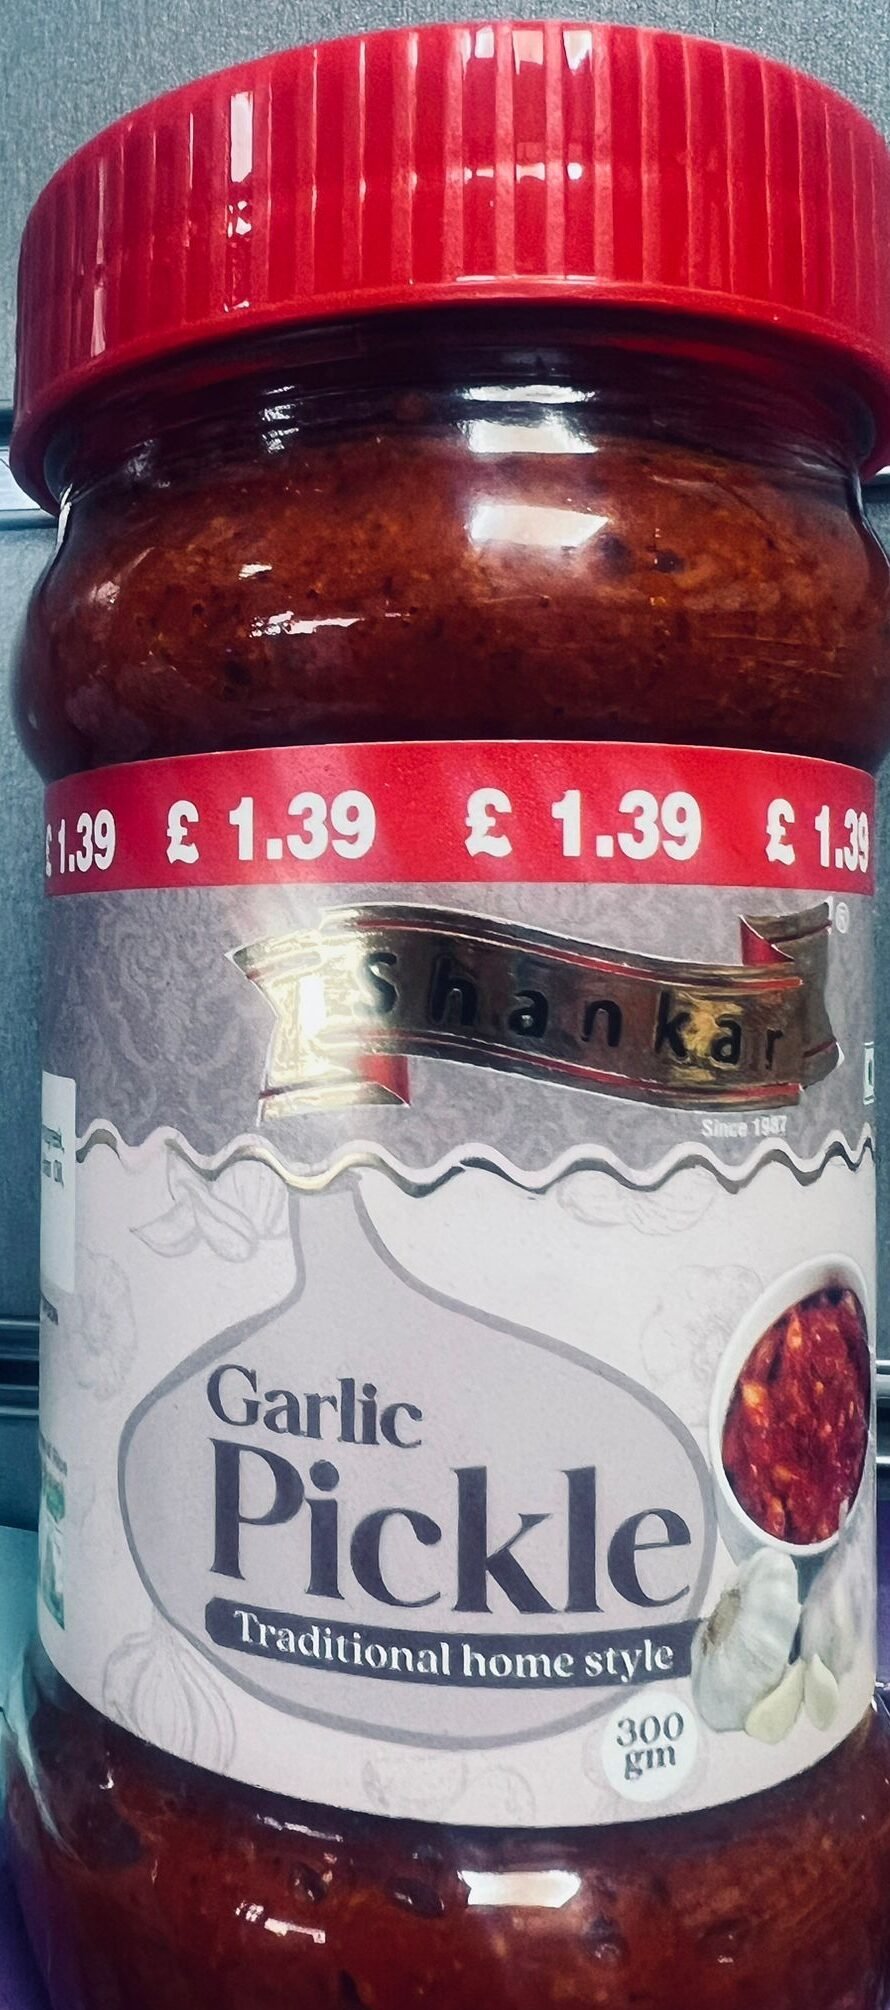 £ 1.39 £ 1.39 £ 1.39 £ 1.39
Shankar ®
Since 1987
Garlic
Pickle
Traditional home style
300
gm